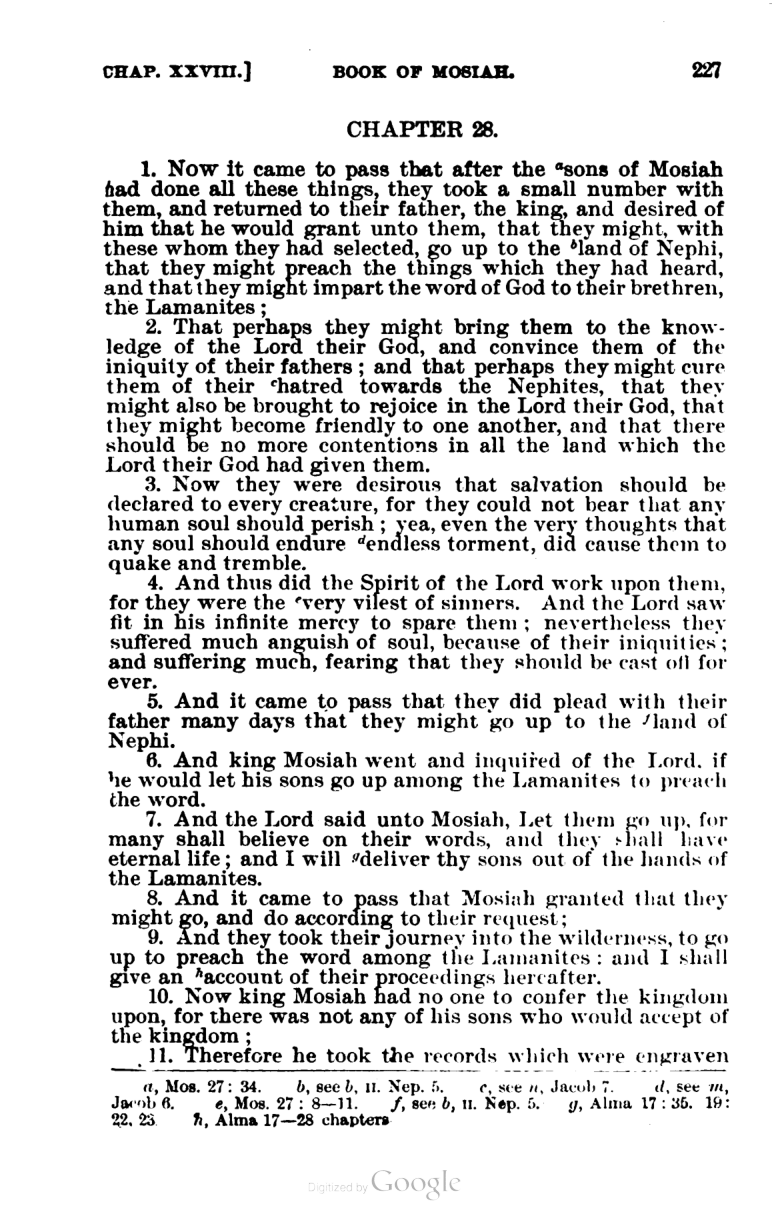 CHAP. XXVIII.] BOOK OF MOSIAH. 227
CHAPTER 28.
1. Now it came to pass that after the ᵃsons of Mosiah
had done all these things, they took a small number with
them, and returned to their father, the king, and desired of
him that he would grant unto them, that they might, with
these whom they had selected, go up to the ᵇland of Nephi,
that they might preach the things which they had heard,
and that they might impart the word of God to their brethren,
the Lamanites;
2. That perhaps they might bring them to the know-
ledge of the Lord their God, and convince them of the
iniquity of their fathers; and that perhaps they might cure
them of their ᶜhatred towards the Nephites, that they
might also be brought to rejoice in the Lord their God, that
they might become friendly to one another, and that there
should be no more contentions in all the land which the
Lord their God had given them.
3. Now they were desirous that salvation should be
declared to every creature, for they could not bear that any
human soul should perish; yea, even the very thoughts that
any soul should endure ᵈendless torment, did cause them to
quake and tremble.
4. And thus did the Spirit of the Lord work upon them,
for they were the ᵉvery vilest of sinners. And the Lord saw
fit in his infinite mercy to spare them; nevertheless they
suffered much anguish of soul, because of their iniquities;
and suffering much, fearing that they should be cast off for
ever.
5. And it came to pass that they did plead with their
father many days that they might go up to the ᶠland of
Nephi.
6. And king Mosiah went and inquired of the Lord, if
he would let his sons go up among the Lamanites to preach
the word.
7. And the Lord said unto Mosiah, Let them go up, for
many shall believe on their words, and they shall have
eternal life; and I will ᵍdeliver thy sons out of the hands of
the Lamanites.
8. And it came to pass that Mosiah granted that they
might go, and do according to their request;
9. And they took their journey into the wilderness, to go
up to preach the word among the Lamanites: and I shall
give an ʰaccount of their proceedings hereafter.
10. Now king Mosiah had no one to confer the kingdom
upon, for there was not any of his sons who would accept of
the kingdom;
11. Therefore he took the records which were engraven
a, Mos. 27: 34. b, see b, II. Nep. 5. c, see n, Jacob 7. d, see m,
Jacob 6. e, Mos. 27: 8—11. f, see b, II. Nep. 5. g, Alma 17: 35. 19:
22, 23. h, Alma 17—28 chapters
Digitized by Google